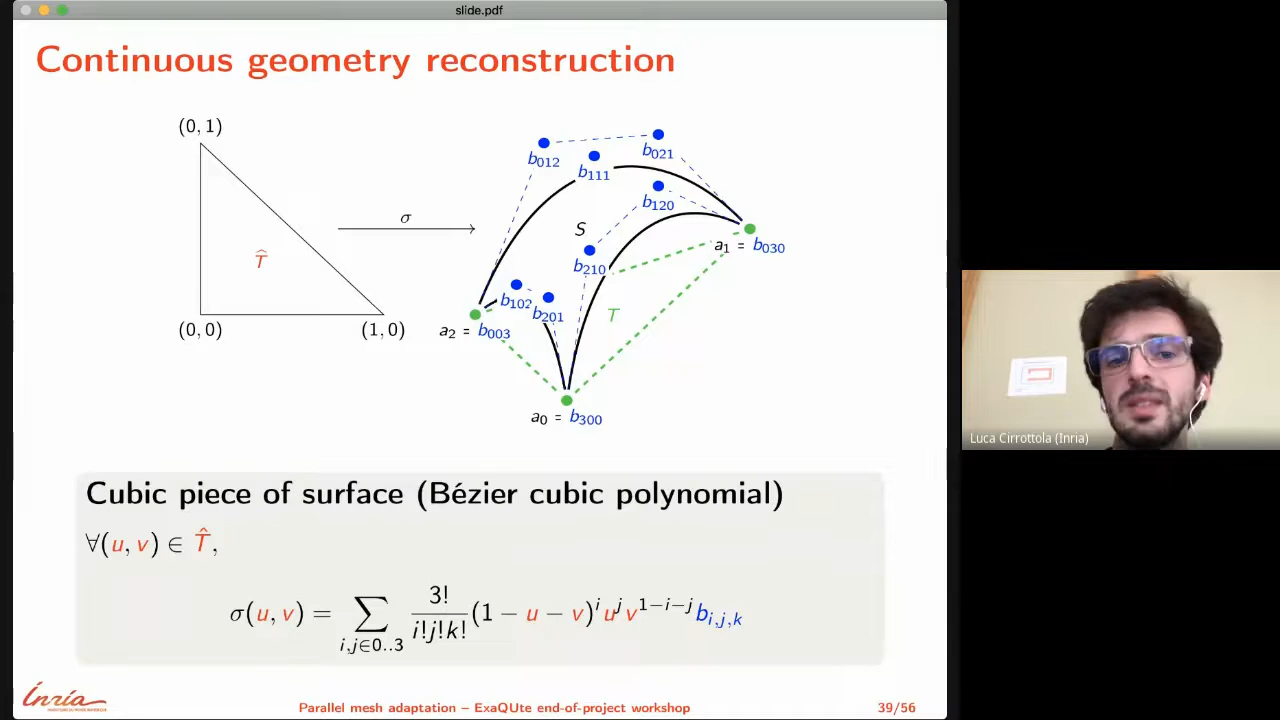 slide.pdf
Continuous geometry reconstruction
(0, 1)
(0, 0)
(1, 0)
T̂
σ
b012
b021
b111
b120
S
b210
a1 = b030
b102
b201
T
a2 = b003
a0 = b300
Cubic piece of surface (Bézier cubic polynomial)
∀(u, v) ∈ T̂,
σ(u, v) = ∑ i,j∈0..3 3!/i!j!k! (1 − u − v)^i u^j v^1−i−j b_i,j,k
Inria
Parallel mesh adaptation – ExaQUte end-of-project workshop
39/56
Luca Cirrottola (Inria)